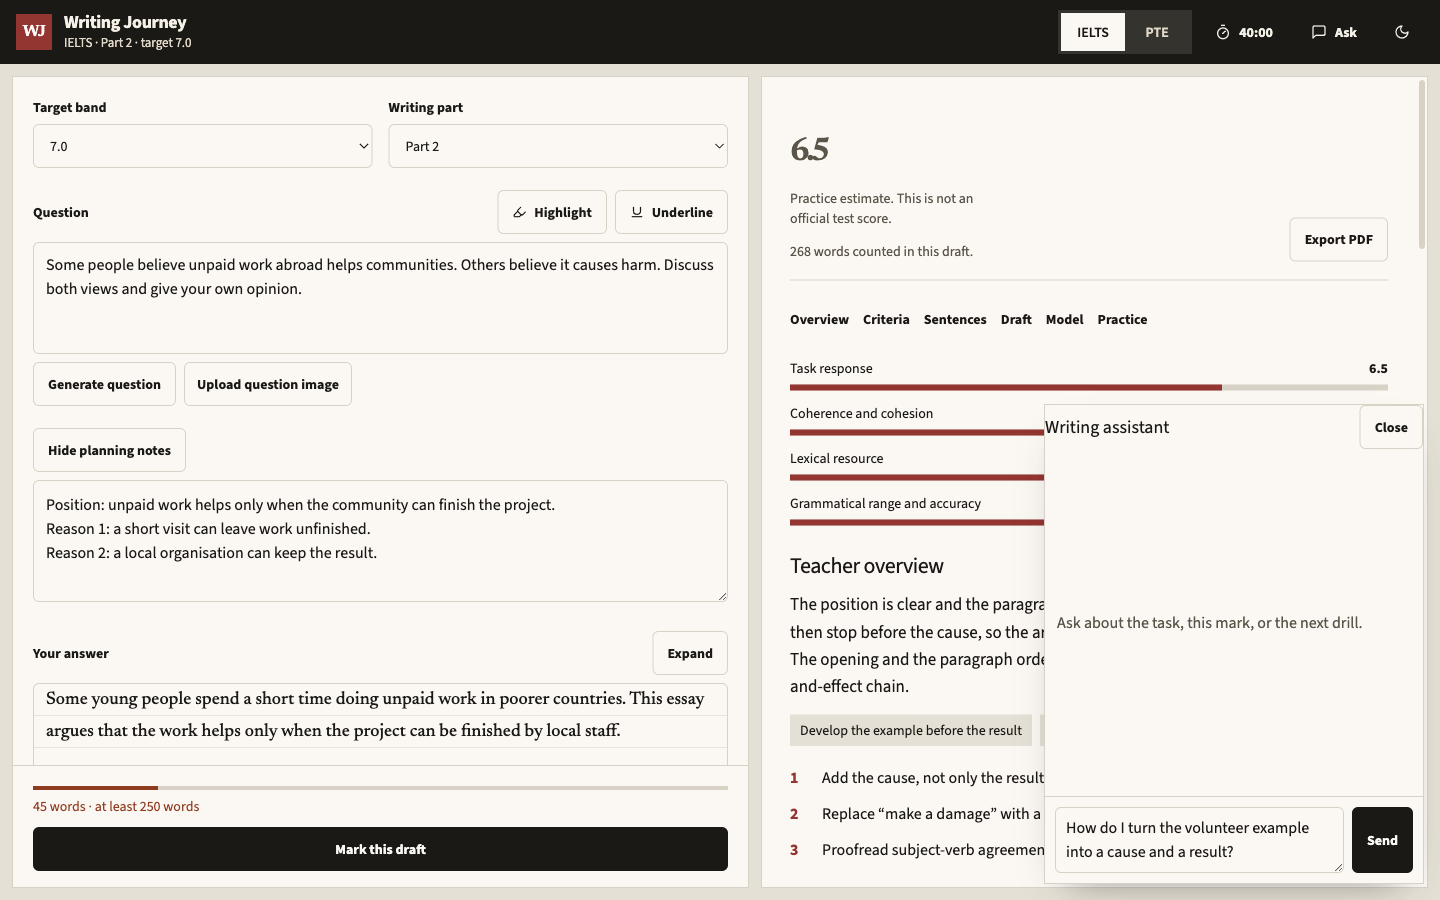 WJ
Writing Journey
IELTS · Part 2 · target 7.0
IELTS
PTE
40:00
Ask
Target band
Writing part
7.0
Part 2
Question
Highlight
Underline
Some people believe unpaid work abroad helps communities. Others believe it causes harm. Discuss
both views and give your own opinion.
Generate question
Upload question image
Hide planning notes
Position: unpaid work helps only when the community can finish the project.
Reason 1: a short visit can leave work unfinished.
Reason 2: a local organisation can keep the result.
Your answer
Expand
Some young people spend a short time doing unpaid work in poorer countries. This essay
argues that the work helps only when the project can be finished by local staff.
45 words · at least 250 words
Mark this draft
6.5
Practice estimate. This is not an
official test score.
268 words counted in this draft.
Export PDF
Overview
Criteria
Sentences
Draft
Model
Practice
Task response
6.5
Coherence and cohesion
Lexical resource
Grammatical range and accuracy
Teacher overview
The position is clear and the paragra
then stop before the cause, so the ar
The opening and the paragraph orde
and-effect chain.
Develop the example before the result
1 Add the cause, not only the result
2 Replace “make a damage” with a
3 Proofread subject-verb agreemen
Writing assistant
Close
Ask about the task, this mark, or the next drill.
How do I turn the volunteer example
into a cause and a result?
Send